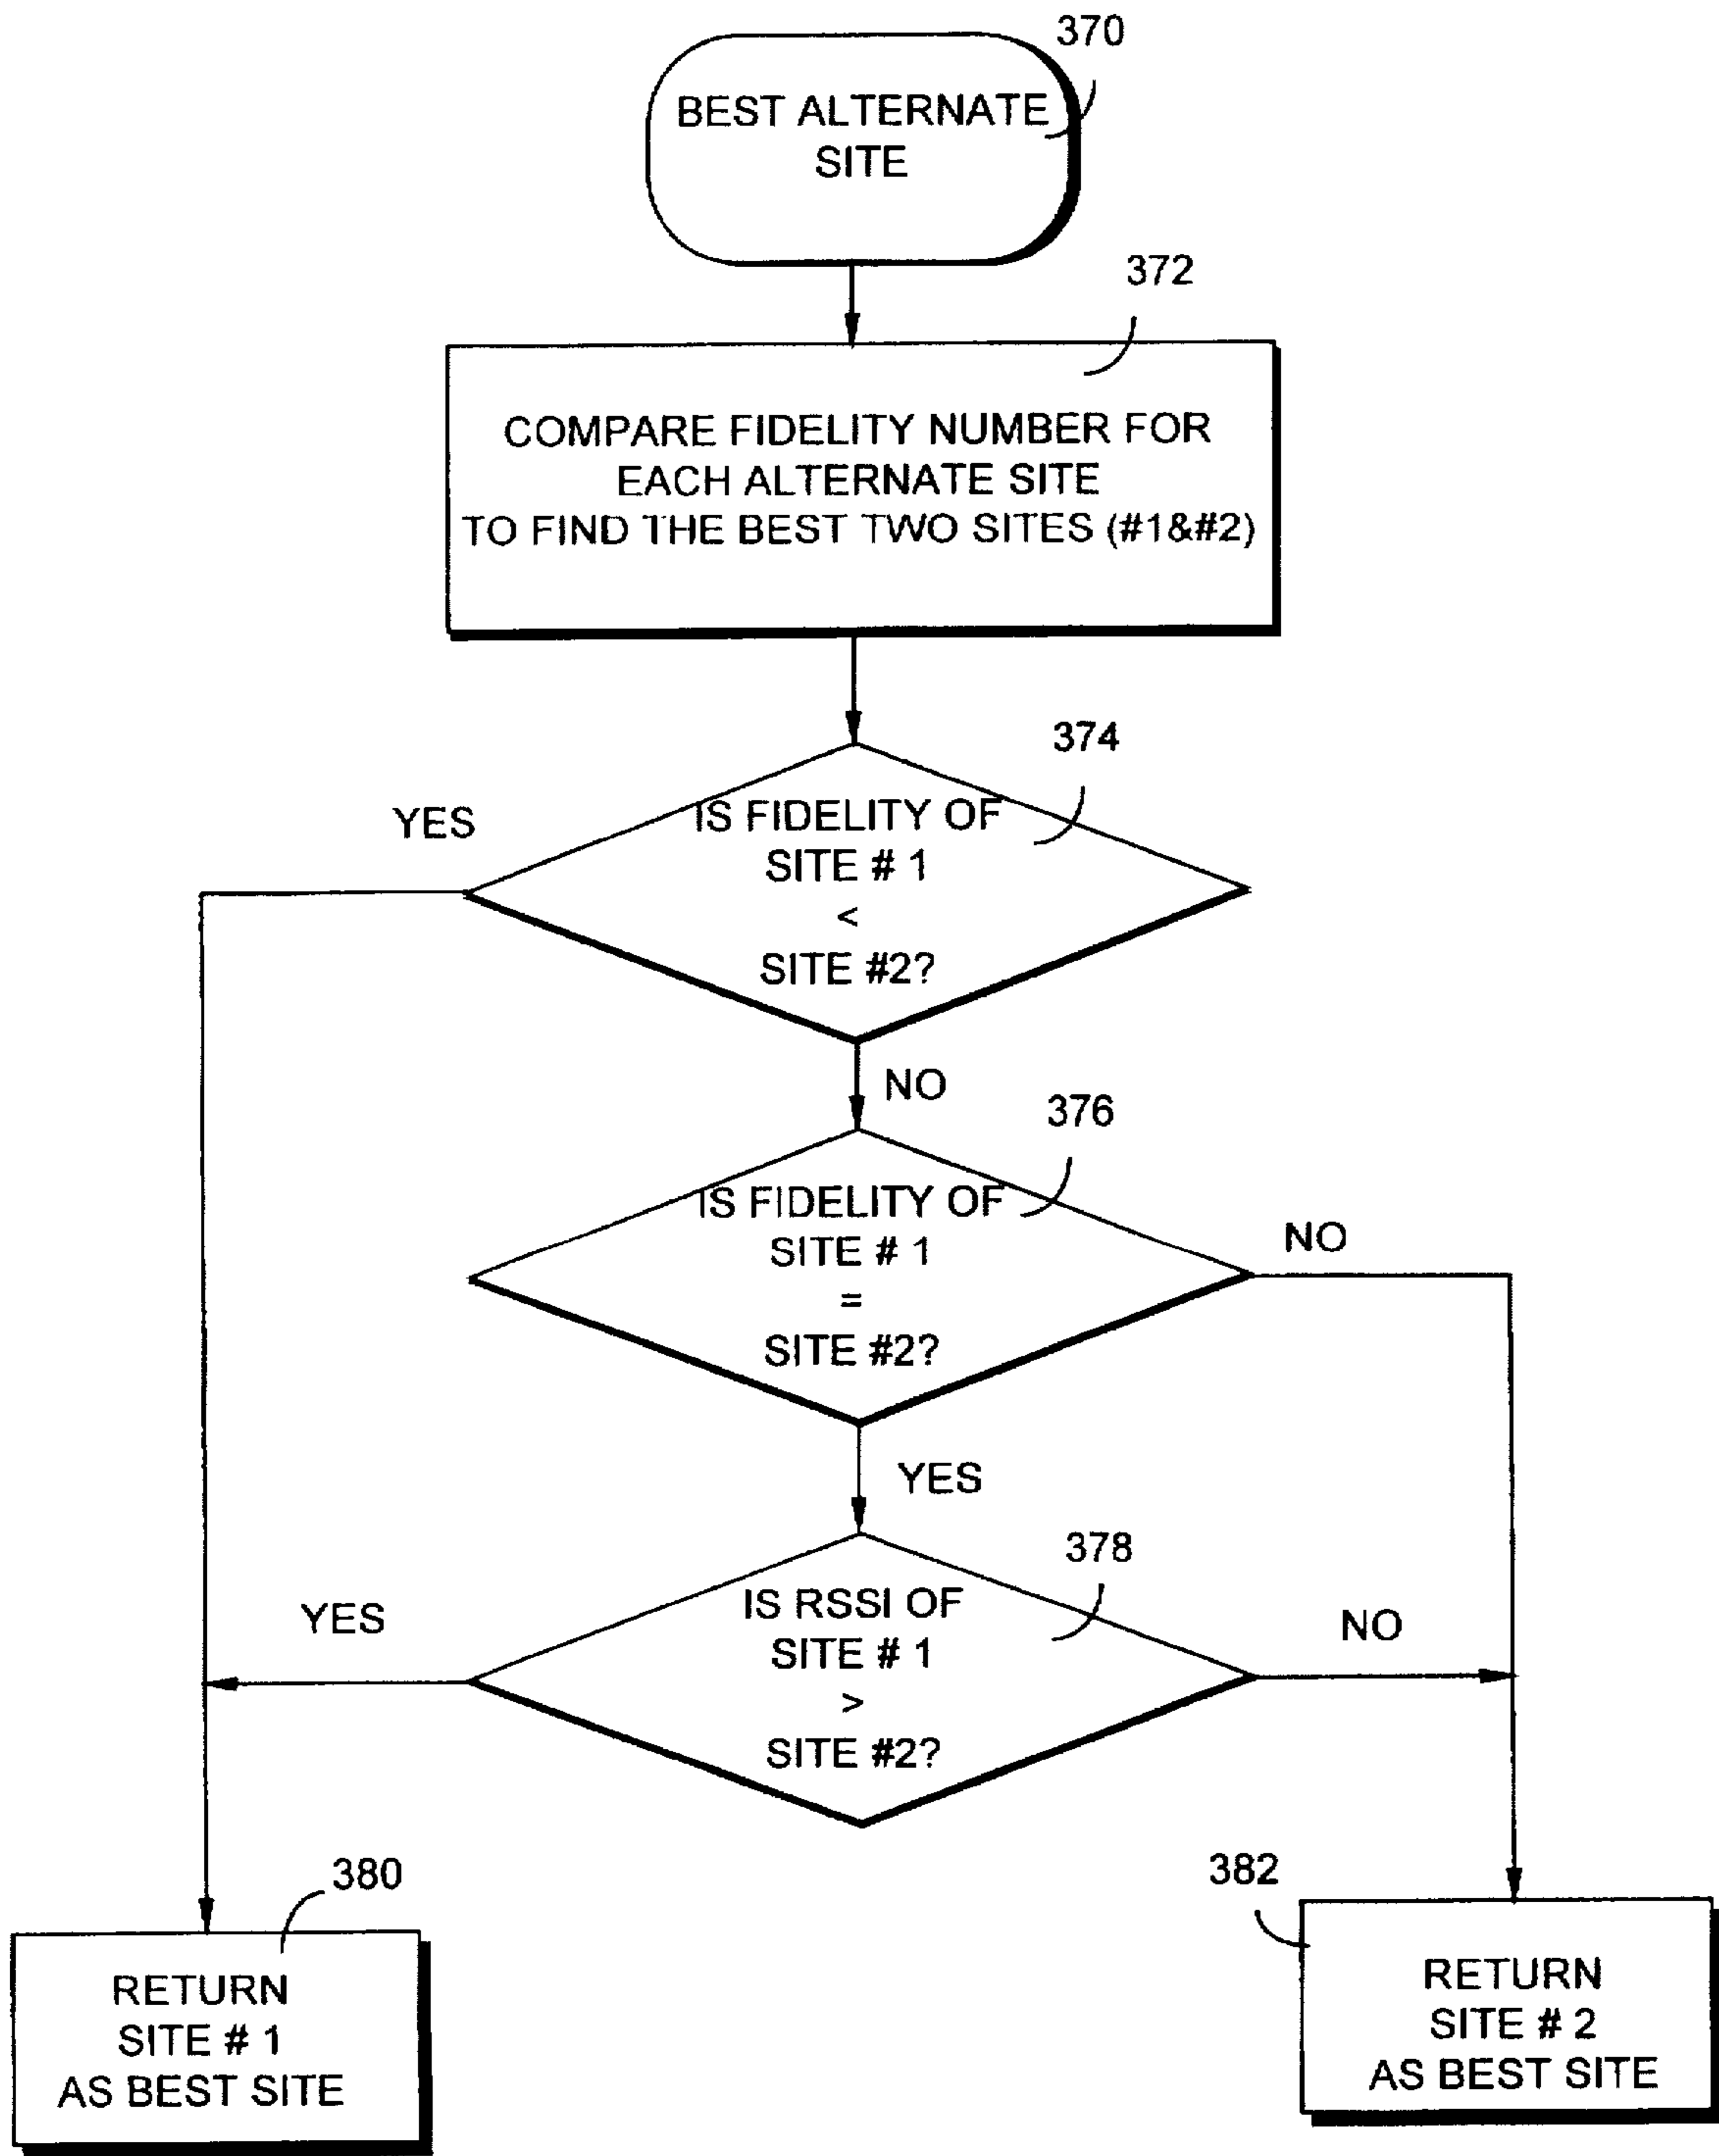 370
BEST ALTERNATE
SITE
372
COMPARE FIDELITY NUMBER FOR
EACH ALTERNATE SITE
TO FIND THE BEST TWO SITES (#1&#2)
374
YES
IS FIDELITY OF
SITE # 1
<
SITE #2?
NO
376
IS FIDELITY OF
SITE # 1
=
SITE #2?
NO
YES
378
YES
IS RSSI OF
SITE # 1
>
SITE #2?
NO
380
RETURN
SITE # 1
AS BEST SITE
382
RETURN
SITE # 2
AS BEST SITE